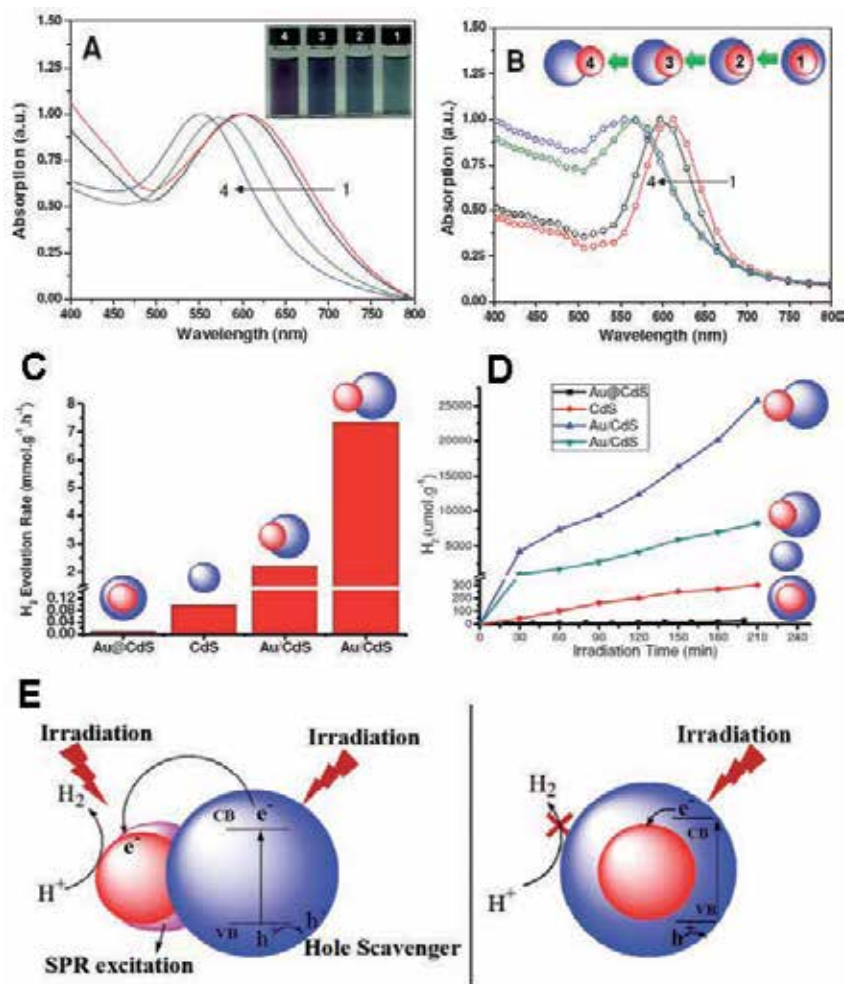 A
4 3 2 1
1.50
1.25
1.00
0.75
0.50
0.25
0.00
Absorption (a.u.)
4 1
400 450 500 550 600 650 700 750 800
Wavelength (nm)
B
4 3 2 1
1.50
1.25
1.00
0.75
0.50
0.25
0.00
Absorption (a.u.)
4 1
400 450 500 550 600 650 700 750 800
Wavelength (nm)
C
8
7
6
5
4
3
2
0.12
0.08
0.04
0.00
H₂ Evolution Rate (mmol.g⁻¹.h⁻¹)
Au@CdS CdS Au/CdS Au/CdS
D
Au@CdS
CdS
Au/CdS
Au/CdS
25000
20000
15000
10000
5000
300
200
100
0
H₂ (umol.g⁻¹)
0 30 60 90 120 150 180 210 240
Irradiation Time (min)
E
Irradiation
Irradiation
H₂
H⁺
e⁻
CB e⁻
VB
h⁺ h⁺
Hole Scavenger
SPR excitation
Irradiation
H₂
H⁺
e⁻
CB
VB
h⁺